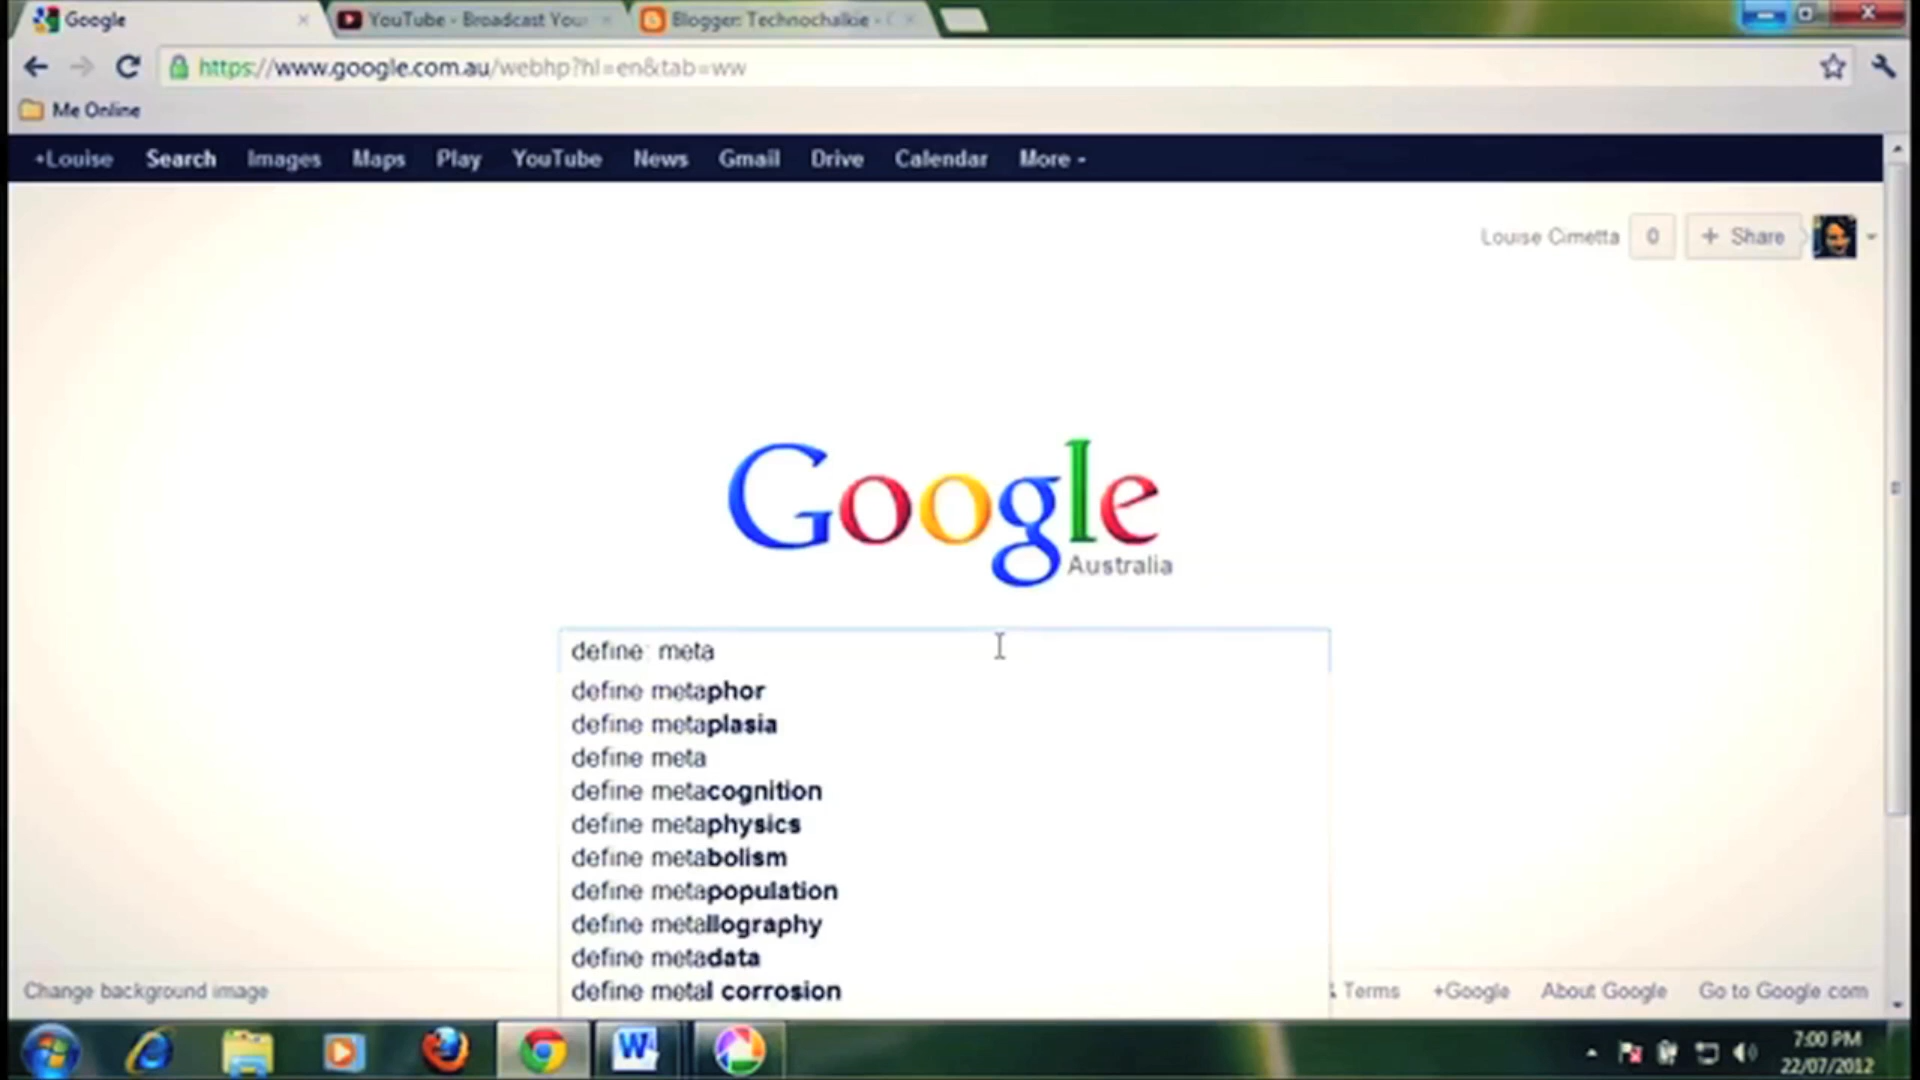 Google
YouTube - Broadcast You
Blogger: Technochalkie -
https://www.google.com.au/webhp?hl=en&tab=ww
Me Online
+Louise Search Images Maps Play YouTube News Gmail Drive Calendar More
Louise Cimetta 0 + Share
Google
Australia
define: meta
define metaphor
define metaplasia
define meta
define metacognition
define metaphysics
define metabolism
define metapopulation
define metallography
define metadata
define metal corrosion
Change background image
Terms +Google About Google Go to Google.com
W
7:00 PM
22/07/2012